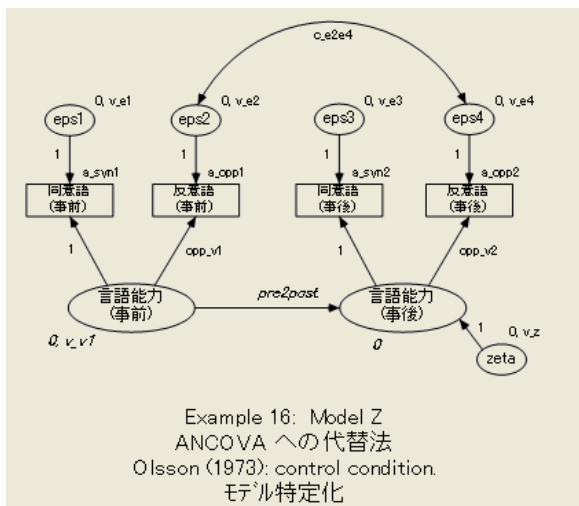 c_e2e4
0, v_e1
0, v_e2
0, v_e3
0, v_e4
eps1
eps2
eps3
eps4
1
1
1
1
a_syn1
a_opp1
a_syn2
a_opp2
同意語
(事前)
反意語
(事前)
同意語
(事後)
反意語
(事後)
1
opp_v1
1
opp_v2
言語能力
(事前)
pre2post
言語能力
(事後)
0, v_v1
0
1
0, v_z
zeta
Example 16: Model Z
ANCOVA への代替法
Olsson (1973): control condition.
モデル特定化